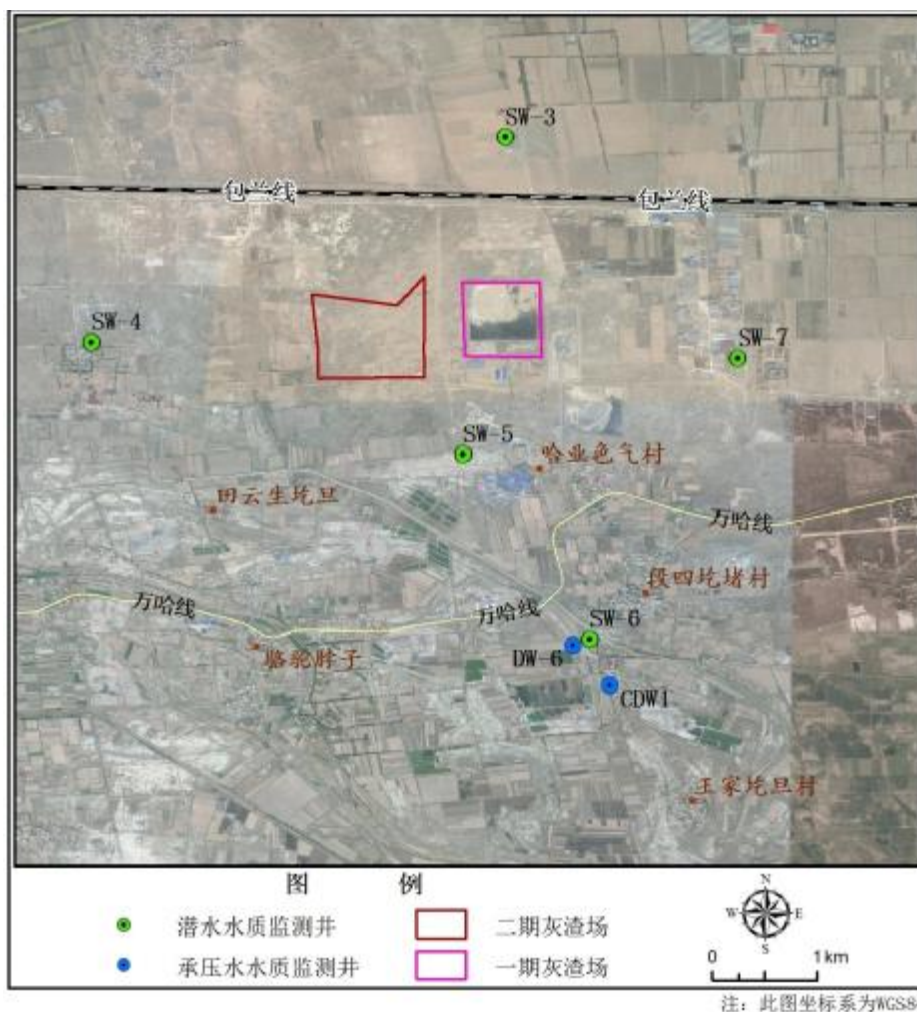 SW-3
包兰线 包兰线
SW-4
SW-7
SW-5
哈业色气村
田云生圪旦
万哈线
段四圪堵村
万哈线
万哈线
SW-6
骆驼脖子
DW-6
CDW1
王家圪旦村
图 例
N
W E
S
潜水水质监测井 二期灰渣场
承压水水质监测井 一期灰渣场
0 1km
注：此图坐标系为WGS8